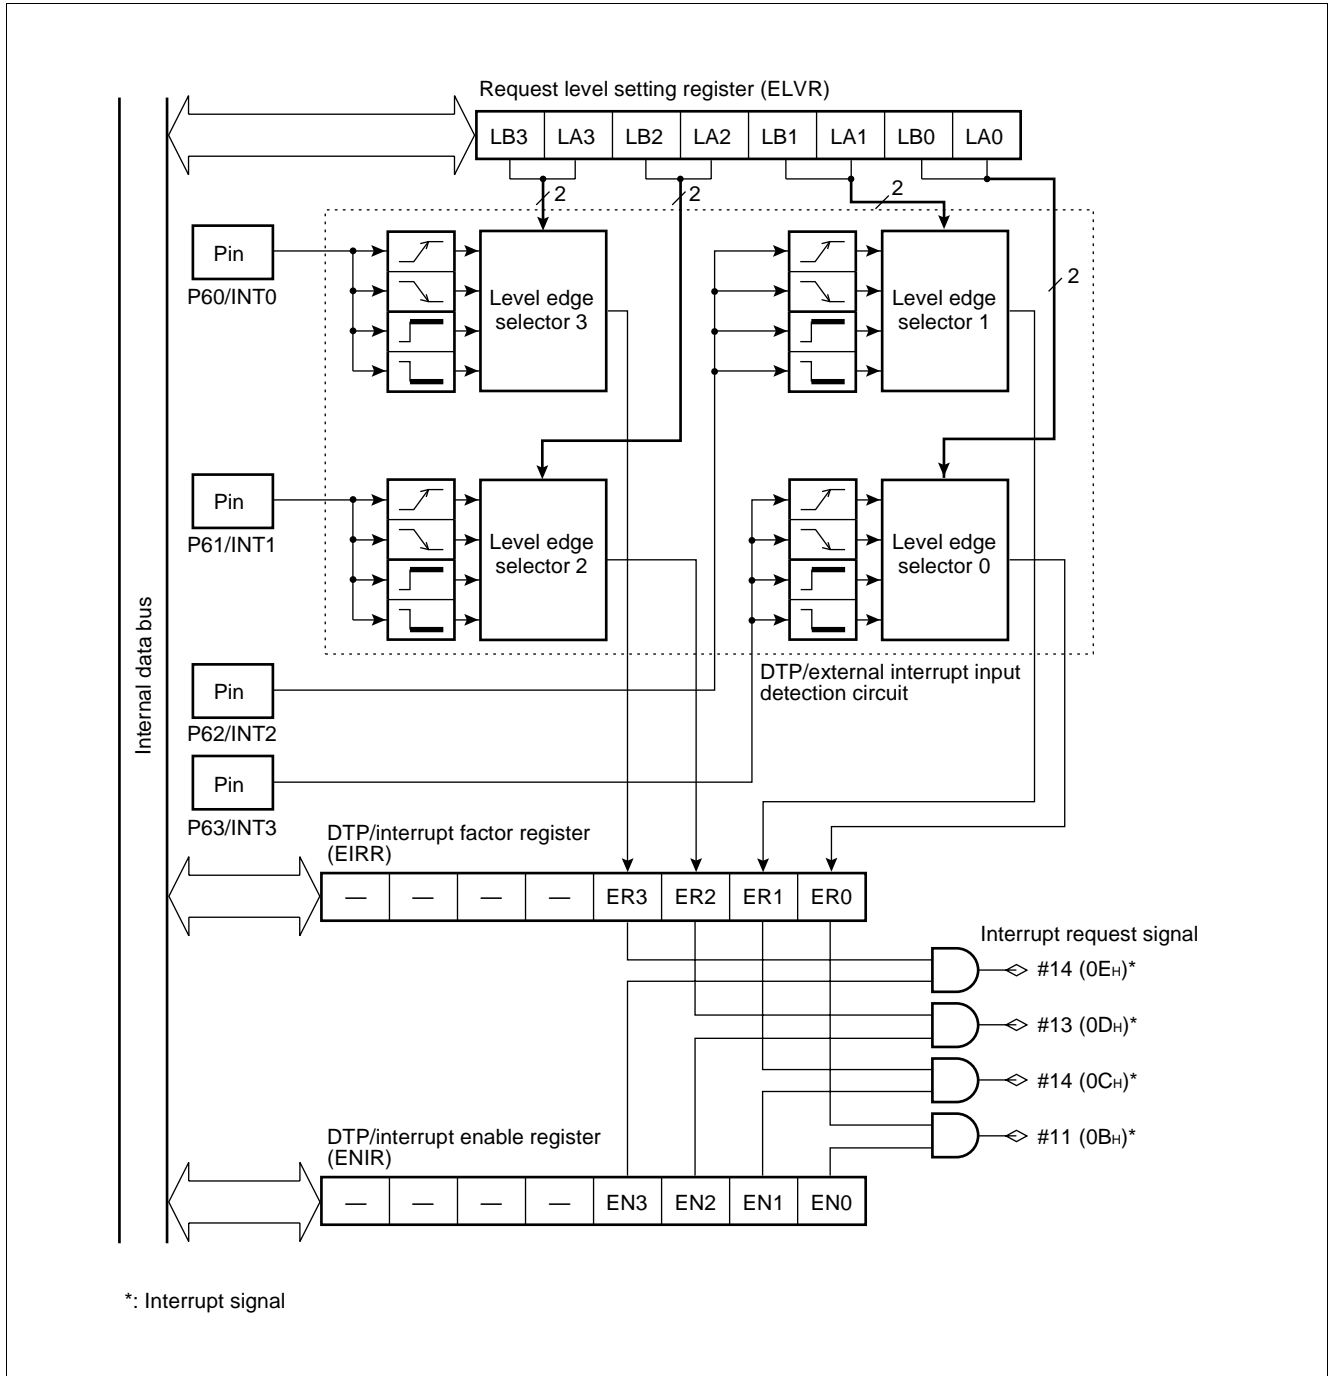 Request level setting register (ELVR)
LB3 LA3 LB2 LA2 LB1 LA1 LB0 LA0
2 2 2
Pin
P60/INT0
Level edge
selector 3
Level edge
selector 1
2
Pin
P61/INT1
Level edge
selector 2
Level edge
selector 0
DTP/external interrupt input
detection circuit
Internal data bus
Pin
P62/INT2
Pin
P63/INT3
DTP/interrupt factor register
(EIRR)
— — — — ER3 ER2 ER1 ER0
Interrupt request signal
#14 (0EH)*
#13 (0DH)*
#14 (0CH)*
#11 (0BH)*
DTP/interrupt enable register
(ENIR)
— — — — EN3 EN2 EN1 EN0
*: Interrupt signal